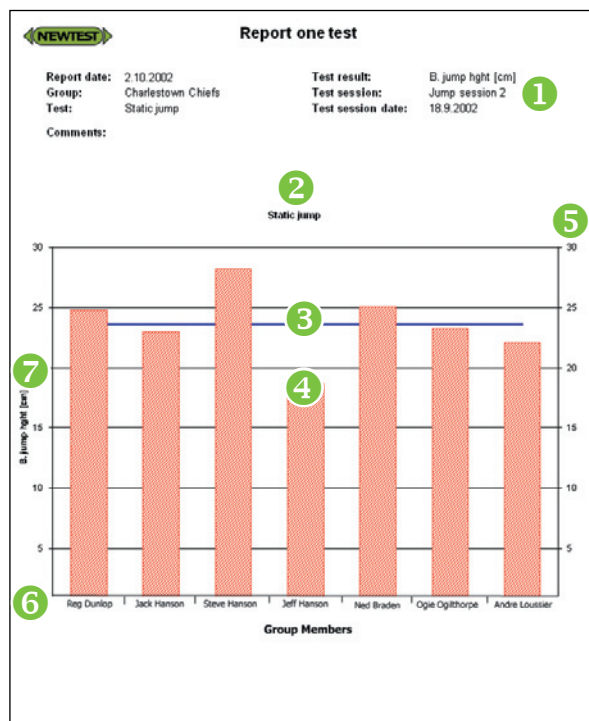 NEWTEST
Report one test
Report date: 2.10.2002
Group: Charlestown Chiefs
Test: Static jump
Comments:
Test result: B. jump hght [cm]
Test session: Jump session 2
Test session date: 18.9.2002
1
2
Static jump
5
30
25
20
15
10
5
7
B. jump hght [cm]
3
4
30
25
20
15
10
5
6
Reg Dunlop Jack Hanson Steve Hanson Jeff Hanson Ned Braden Ogie Ogilthorpe Andre Loussier
Group Members